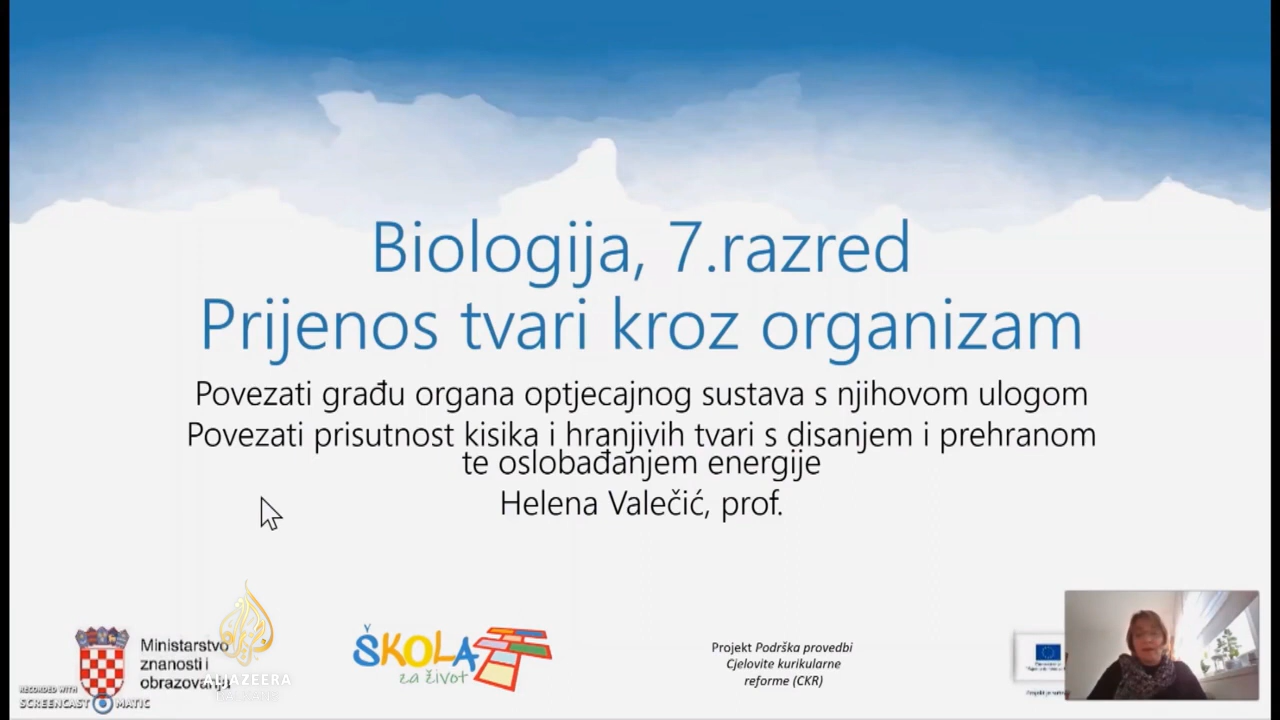 Biologija, 7.razred
Prijenos tvari kroz organizam
Povezati građu organa optjecajnog sustava s njihovom ulogom
Povezati prisutnost kisika i hranjivih tvari s disanjem i prehranom
te oslobađanjem energije
Helena Valečić, prof.
Ministarstvo
znanosti i
obrazovanja
ALJAZEERA
BALKANS
RECORDED WITH
SCREENCAST MATIC
ŠKOLA
za život
Projekt Podrška provedbi
Cjelovite kurikularne
reforme (CKR)